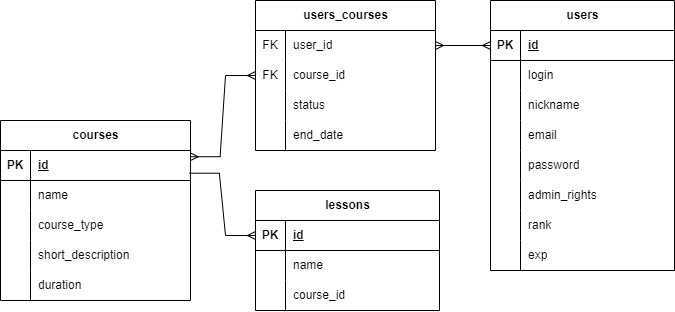 users_courses
FK user_id
FK course_id
status
end_date
users
PK id
login
nickname
email
password
admin_rights
rank
exp
courses
PK id
name
course_type
short_description
duration
lessons
PK id
name
course_id